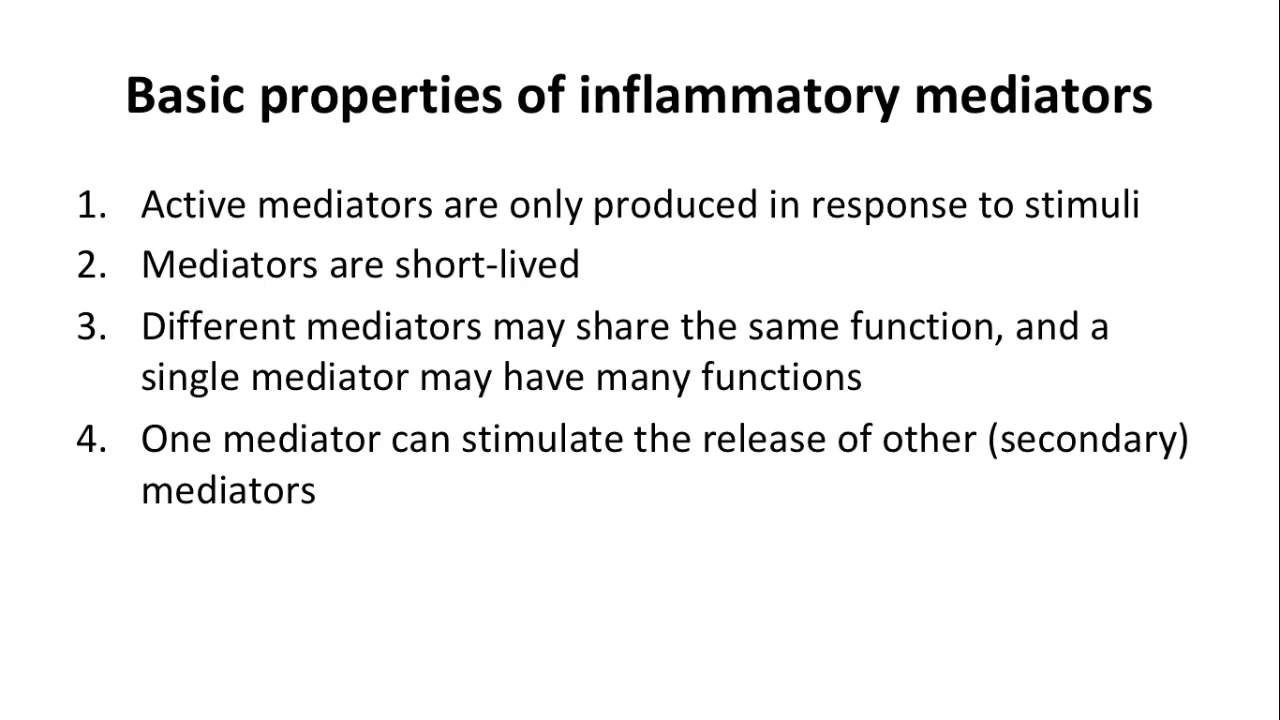 Basic properties of inflammatory mediators
1. Active mediators are only produced in response to stimuli
2. Mediators are short-lived
3. Different mediators may share the same function, and a
single mediator may have many functions
4. One mediator can stimulate the release of other (secondary)
mediators